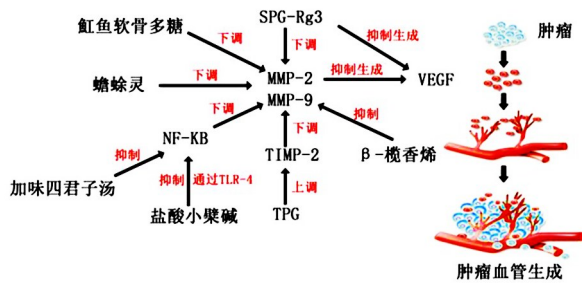 魟鱼软骨多糖
SPG-Rg3
肿瘤
下调
下调
抑制生成
蟾蜍灵
下调
MMP-2
抑制生成
VEGF
MMP-9
下调
抑制
NF-KB
下调
TIMP-2
β-榄香烯
抑制
抑制
通过TLR-4
上调
加味四君子汤
盐酸小檗碱
TPG
肿瘤血管生成